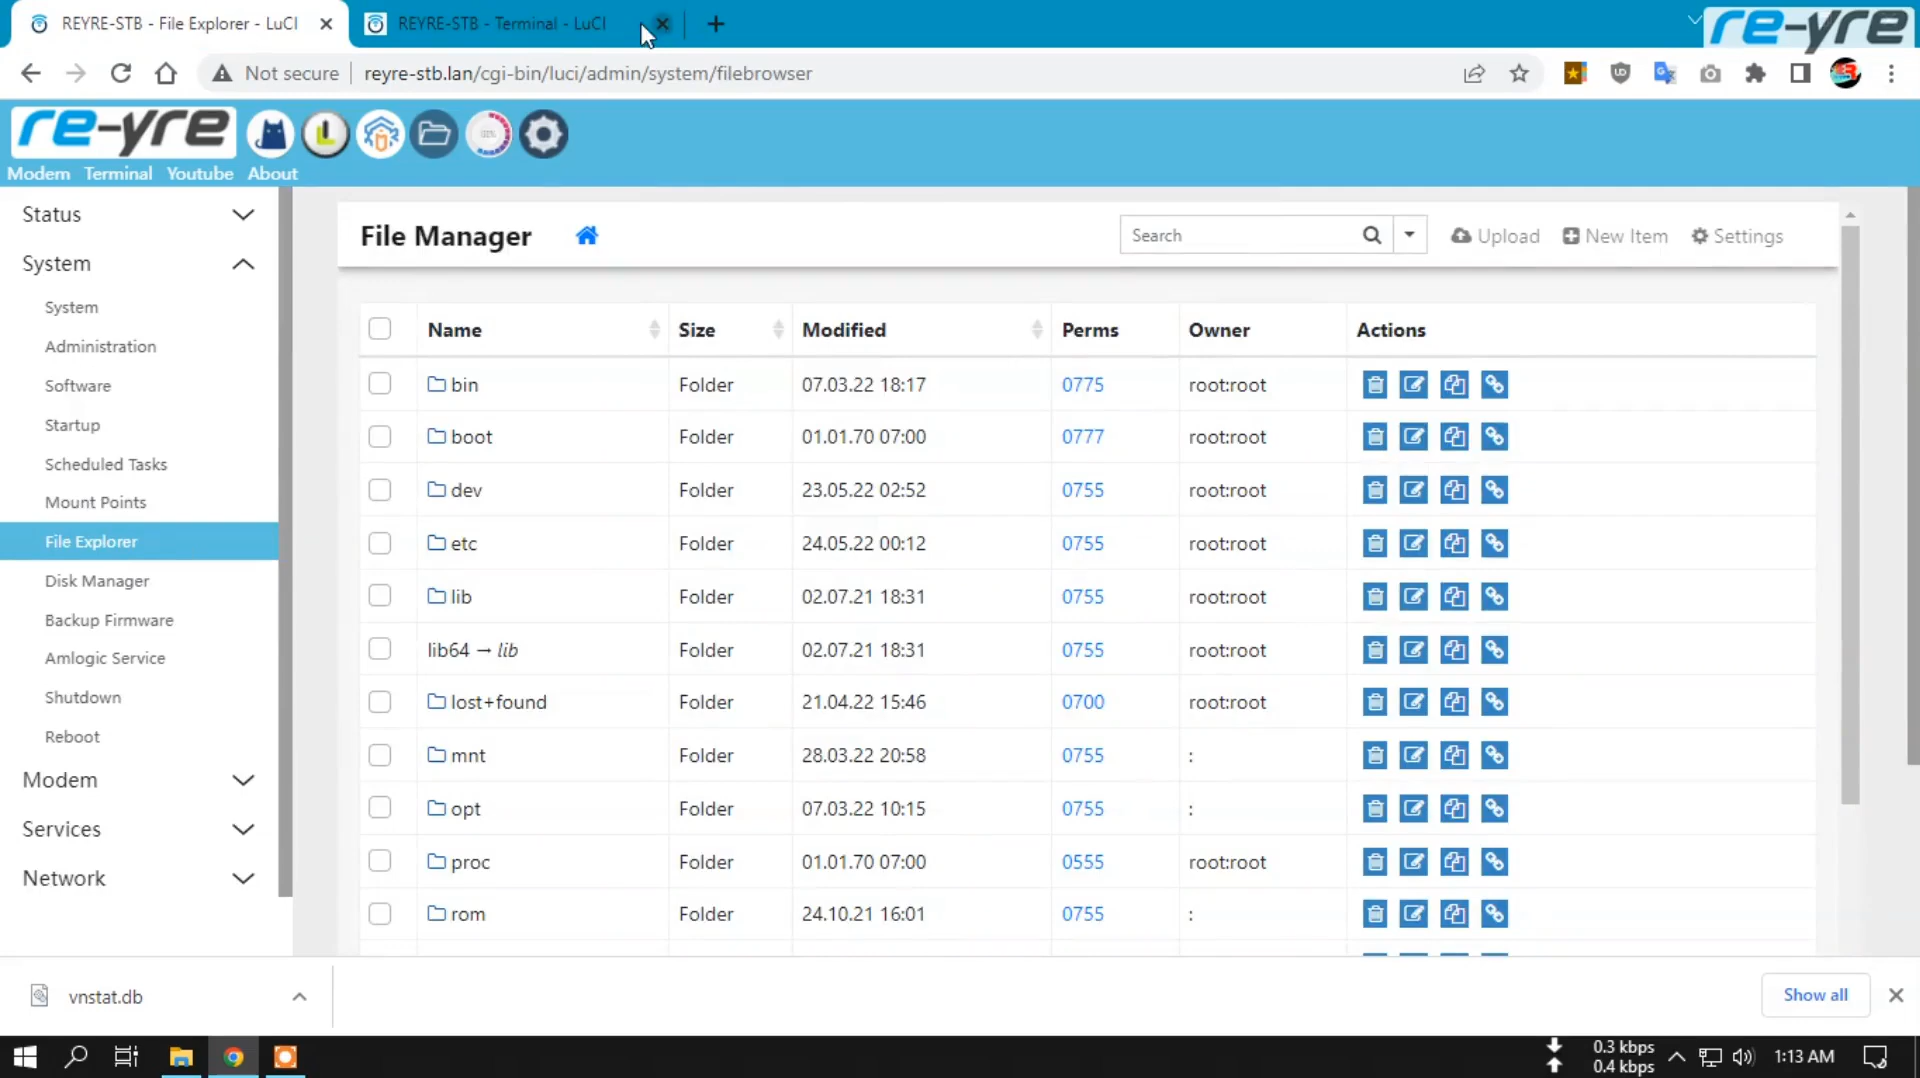 REYRE-STB - File Explorer - LuCI
REYRE-STB - Terminal - LuCI
re-yre
Not secure
reyre-stb.lan/cgi-bin/luci/admin/system/filebrowser
re-yre
Modem Terminal Youtube About
Status
System
System
Administration
Software
Startup
Scheduled Tasks
Mount Points
File Explorer
Disk Manager
Backup Firmware
Amlogic Service
Shutdown
Reboot
Modem
Services
Network
File Manager
Search
Upload New Item Settings
Name Size Modified Perms Owner Actions
bin Folder 07.03.22 18:17 0775 root:root
boot Folder 01.01.70 07:00 0777 root:root
dev Folder 23.05.22 02:52 0755 root:root
etc Folder 24.05.22 00:12 0755 root:root
lib Folder 02.07.21 18:31 0755 root:root
lib64 → lib Folder 02.07.21 18:31 0755 root:root
lost+found Folder 21.04.22 15:46 0700 root:root
mnt Folder 28.03.22 20:58 0755 :
opt Folder 07.03.22 10:15 0755 :
proc Folder 01.01.70 07:00 0555 root:root
rom Folder 24.10.21 16:01 0755 :
vnstat.db
Show all
0.3 kbps
0.4 kbps
1:13 AM